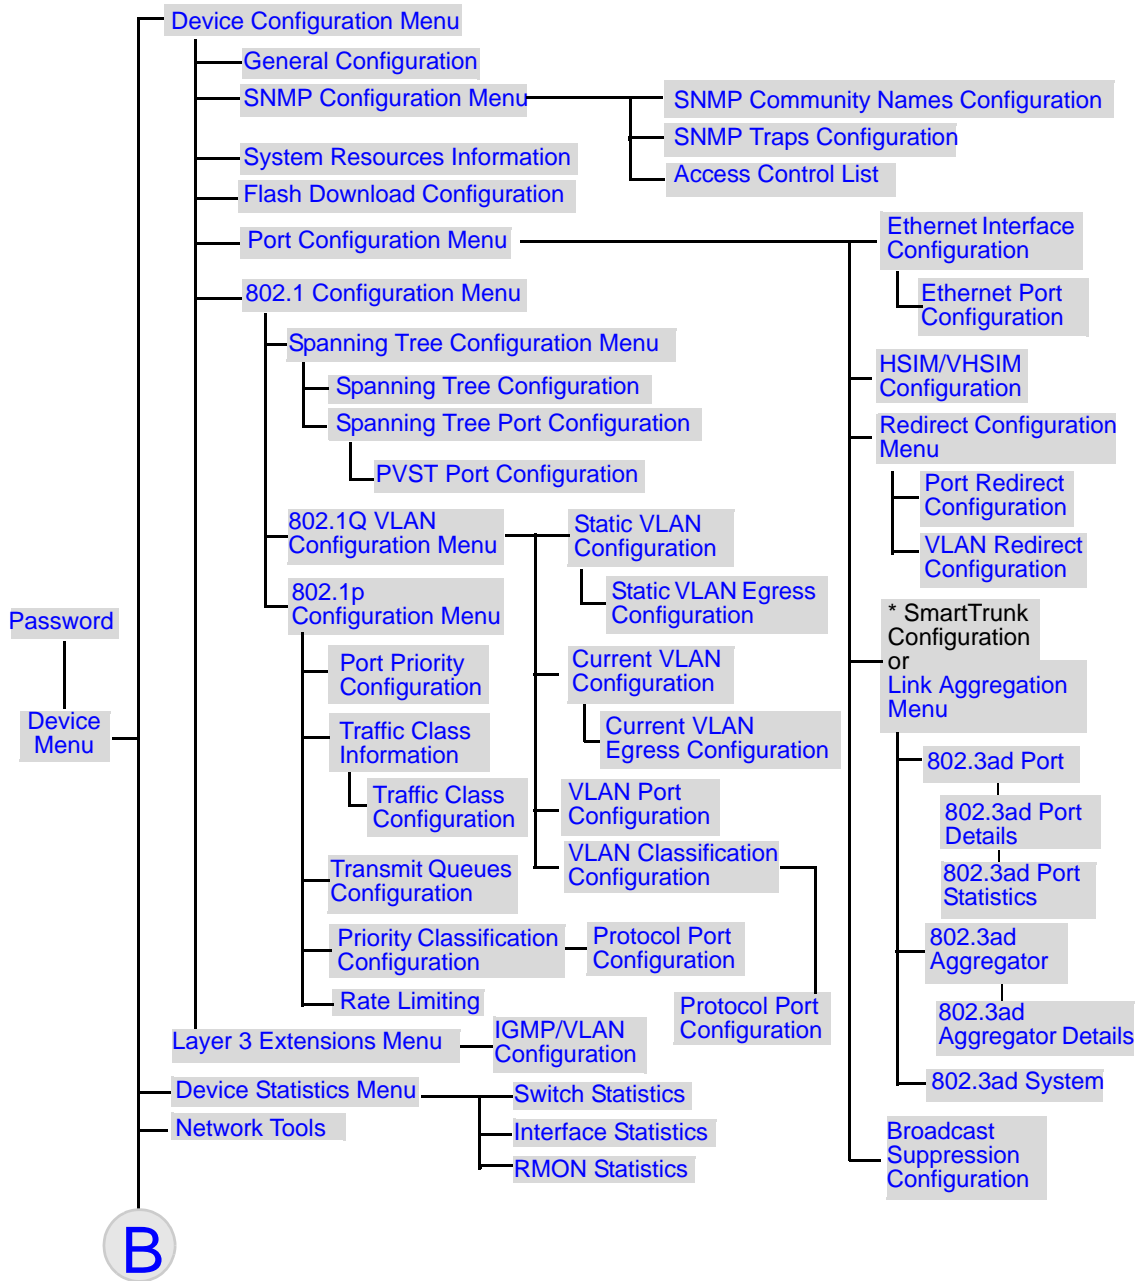 Device Configuration Menu
General Configuration
SNMP Configuration Menu
SNMP Community Names Configuration
SNMP Traps Configuration
Access Control List
System Resources Information
Flash Download Configuration
Port Configuration Menu
Ethernet Interface
Configuration
Ethernet Port
Configuration
HSIM/VHSIM
Configuration
Redirect Configuration
Menu
Port Redirect
Configuration
VLAN Redirect
Configuration
* SmartTrunk
Configuration
or
Link Aggregation
Menu
802.3ad Port
802.3ad Port
Details
802.3ad Port
Statistics
802.3ad
Aggregator
802.3ad
Aggregator Details
802.3ad System
Broadcast
Suppression
Configuration
802.1 Configuration Menu
Spanning Tree Configuration Menu
Spanning Tree Configuration
Spanning Tree Port Configuration
PVST Port Configuration
802.1Q VLAN
Configuration Menu
Static VLAN
Configuration
Static VLAN Egress
Configuration
Current VLAN
Configuration
Current VLAN
Egress Configuration
VLAN Port
Configuration
VLAN Classification
Configuration
Protocol Port
Configuration
802.1p
Configuration Menu
Port Priority
Configuration
Traffic Class
Information
Traffic Class
Configuration
Transmit Queues
Configuration
Priority Classification
Configuration
Protocol Port
Configuration
Rate Limiting
Layer 3 Extensions Menu
IGMP/VLAN
Configuration
Password
Device
Menu
Device Statistics Menu
Switch Statistics
Interface Statistics
RMON Statistics
Network Tools
B